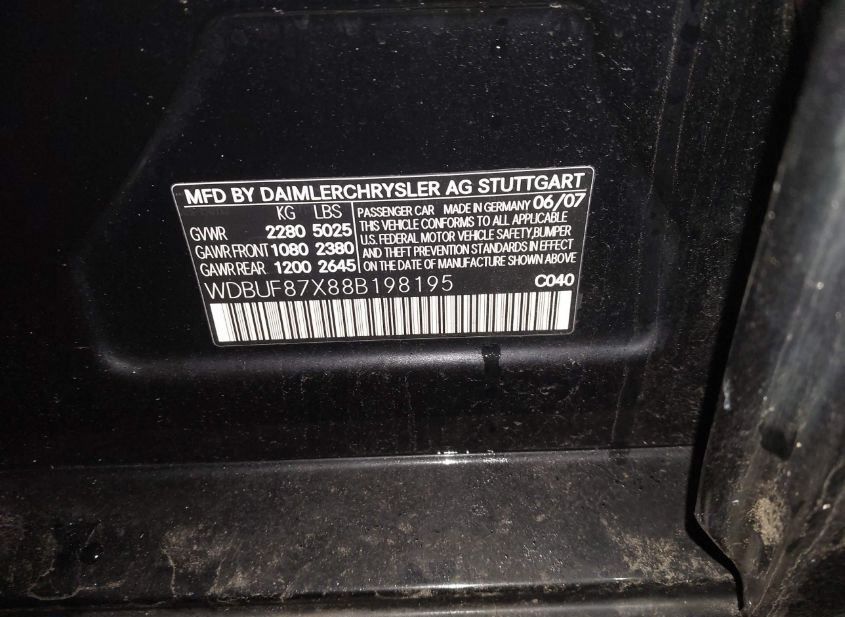 MFD BY DAIMLERCHRYSLER AG STUTTGART
KG LBS
GVWR 2280 5025
GAWR FRONT 1080 2380
GAWR REAR 1200 2645
PASSENGER CAR MADE IN GERMANY 06/07
THIS VEHICLE CONFORMS TO ALL APPLICABLE
U.S. FEDERAL MOTOR VEHICLE SAFETY, BUMPER
AND THEFT PREVENTION STANDARDS IN EFFECT
ON THE DATE OF MANUFACTURE SHOWN ABOVE
WDBUF87X88B198195 C040